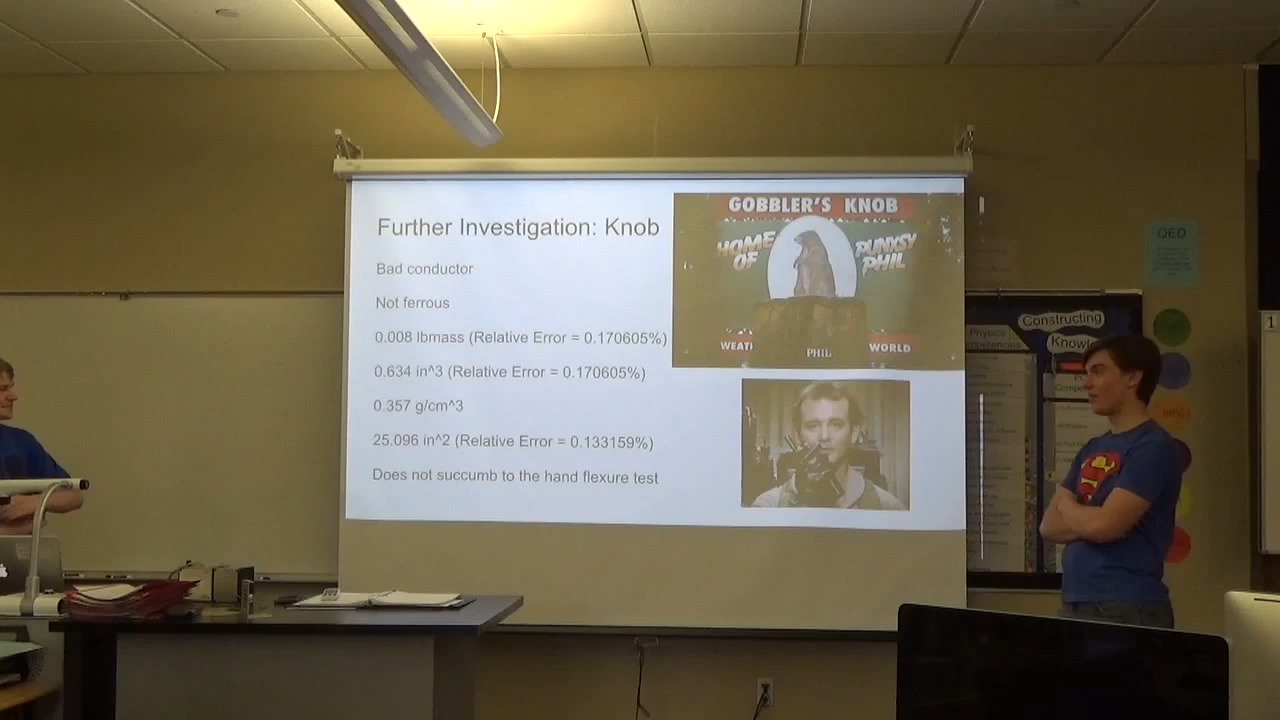 GOBBLER'S KNOB
HOME OF
PUNXSY PHIL
PHIL
WORLD
Further Investigation: Knob
Bad conductor
Not ferrous
0.008 lbmass (Relative Error = 0.170605%)
0.634 in^3 (Relative Error = 0.170605%)
0.357 g/cm^3
25.096 in^2 (Relative Error = 0.133159%)
Does not succumb to the hand flexure test
QED
Constructing
Physics
1